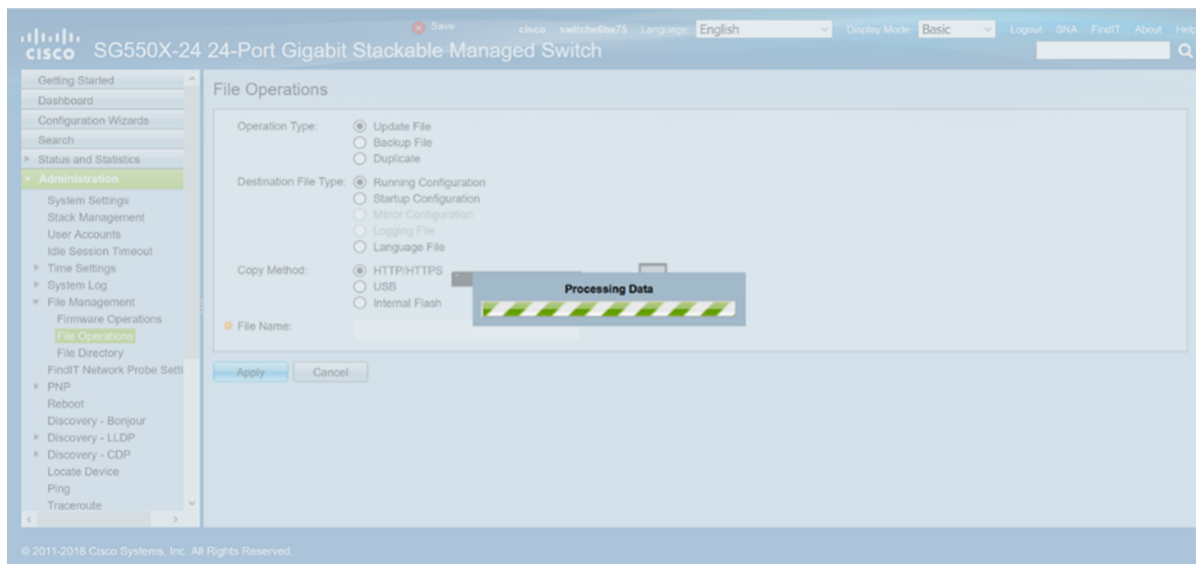 Save cisco switche6ba75 Language: English Display Mode: Basic Logout SNA FindIT About Help
CISCO SG550X-24 24-Port Gigabit Stackable Managed Switch
Getting Started
Dashboard
Configuration Wizards
Search
Status and Statistics
Administration
System Settings
Stack Management
User Accounts
Idle Session Timeout
Time Settings
System Log
File Management
Firmware Operations
File Operations
File Directory
FindIT Network Probe Setti
PNP
Reboot
Discovery - Bonjour
Discovery - LLDP
Discovery - CDP
Locate Device
Ping
Traceroute
File Operations
Operation Type: Update File
Backup File
Duplicate
Destination File Type: Running Configuration
Startup Configuration
Mirror Configuration
Logging File
Language File
Copy Method: HTTP/HTTPS
USB
Internal Flash
Processing Data
File Name:
Apply Cancel
© 2011-2018 Cisco Systems, Inc. All Rights Reserved.